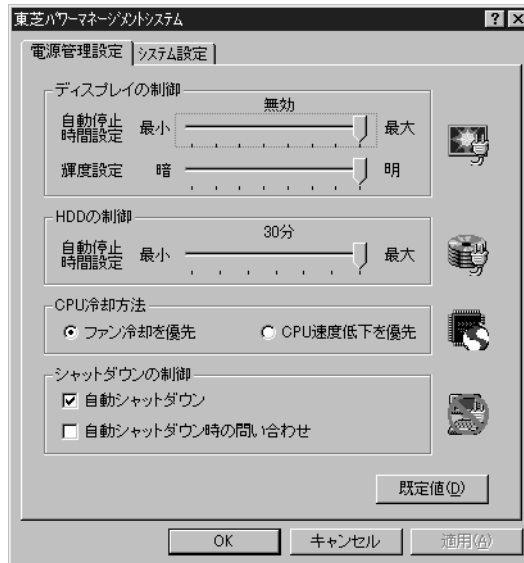 東芝パワーマネージメントシステム
電源管理設定 システム設定
ディスプレイの制御
無効
自動停止時間設定 最小 最大
輝度設定 暗 明
HDDの制御
30分
自動停止時間設定 最小 最大
CPU冷却方法
ファン冷却を優先 CPU速度低下を優先
シャットダウンの制御
自動シャットダウン
自動シャットダウン時の問い合わせ
既定値(D)
OK キャンセル 適用(A)